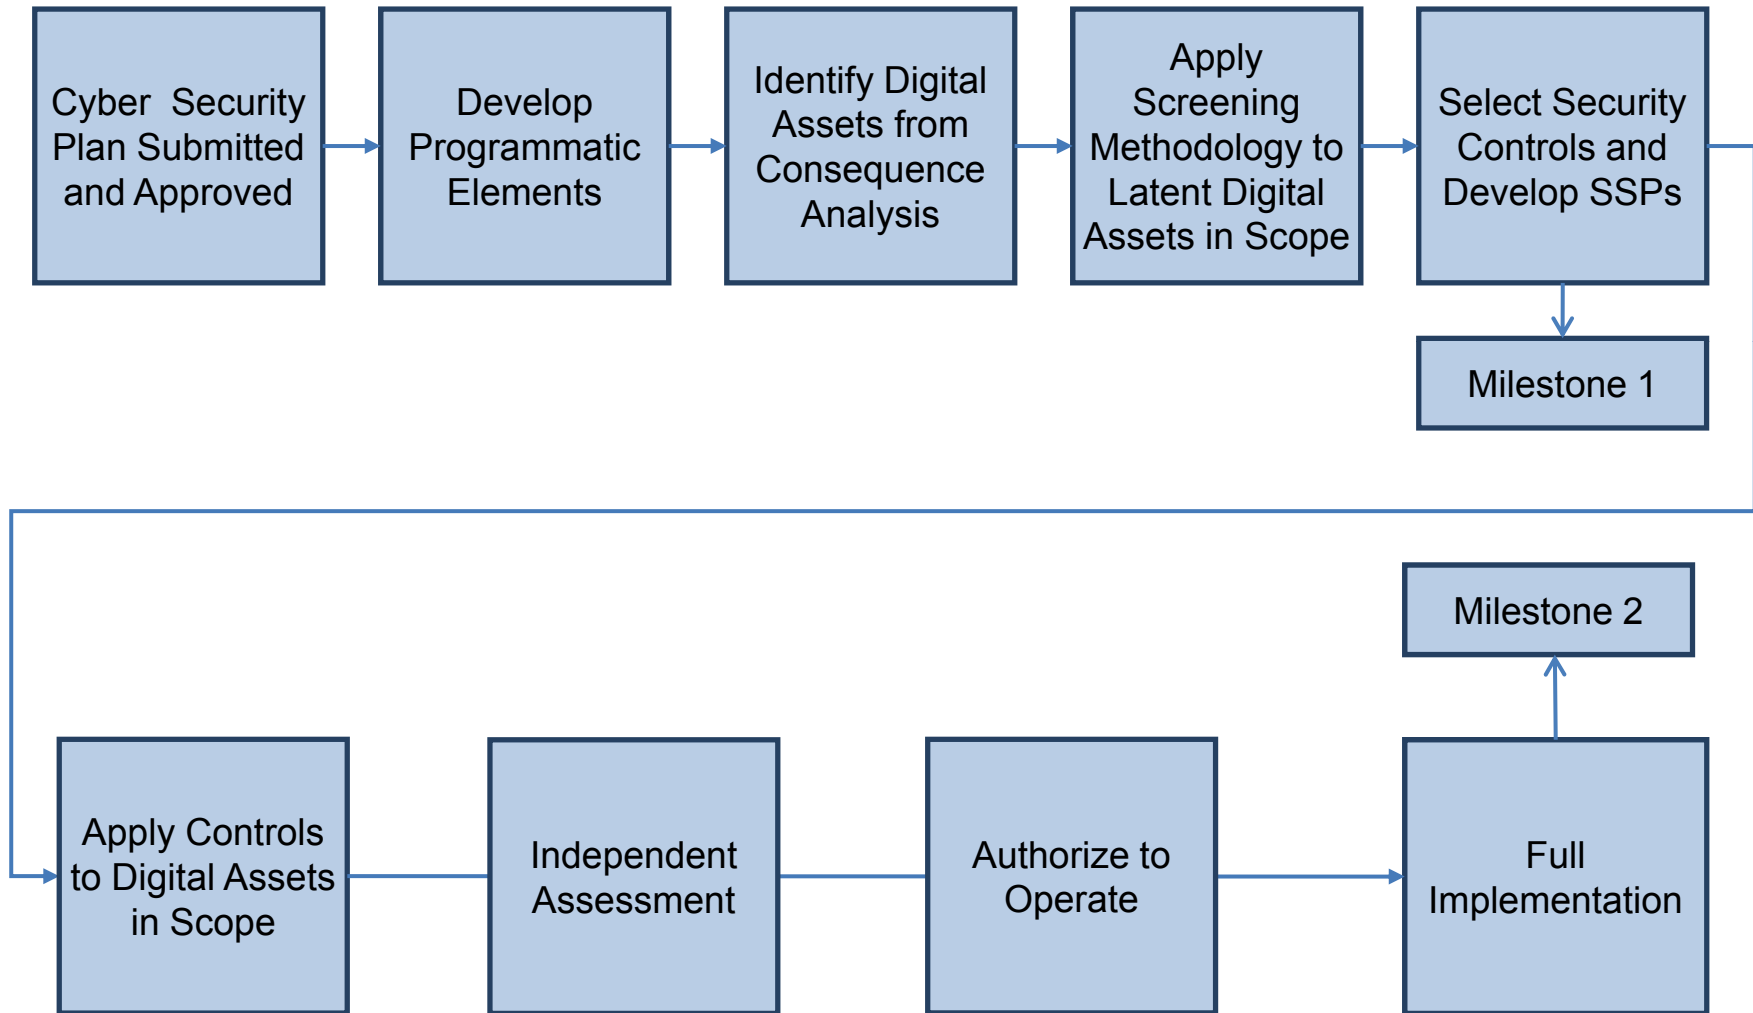 Cyber Security
Plan Submitted
and Approved
Develop
Programmatic
Elements
Identify Digital
Assets from
Consequence
Analysis
Apply
Screening
Methodology to
Latent Digital
Assets in Scope
Select Security
Controls and
Develop SSPs
Milestone 1
Milestone 2
Apply Controls
to Digital Assets
in Scope
Independent
Assessment
Authorize to
Operate
Full
Implementation